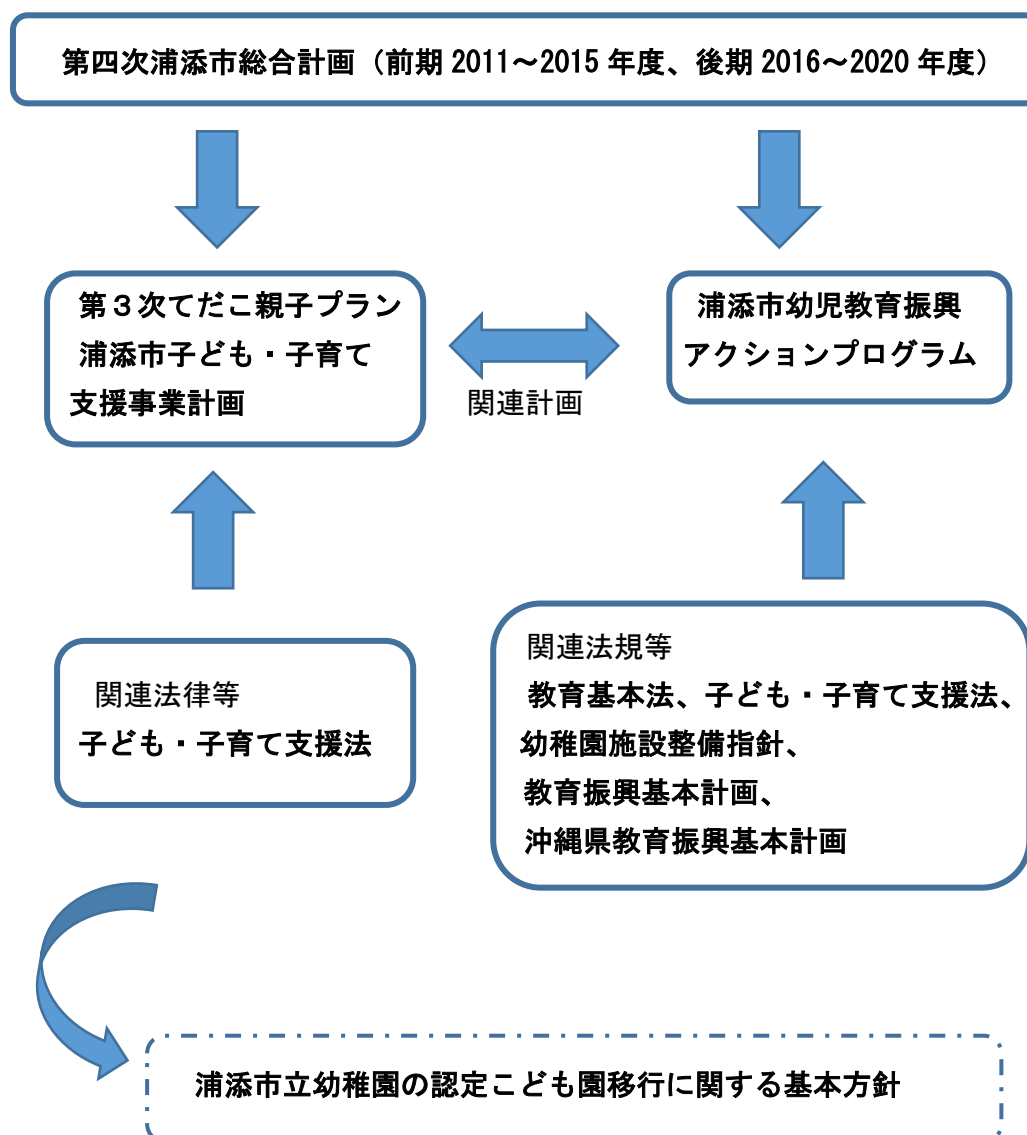 第四次浦添市総合計画（前期 2011～2015 年度、後期 2016～2020 年度）
第３次てだこ親子プラン
浦添市子ども・子育て
支援事業計画
関連計画
浦添市幼児教育振興
アクションプログラム
関連法律等
子ども・子育て支援法
関連法規等
教育基本法、子ども・子育て支援法、
幼稚園施設整備指針、
教育振興基本計画、
沖縄県教育振興基本計画
浦添市立幼稚園の認定こども園移行に関する基本方針